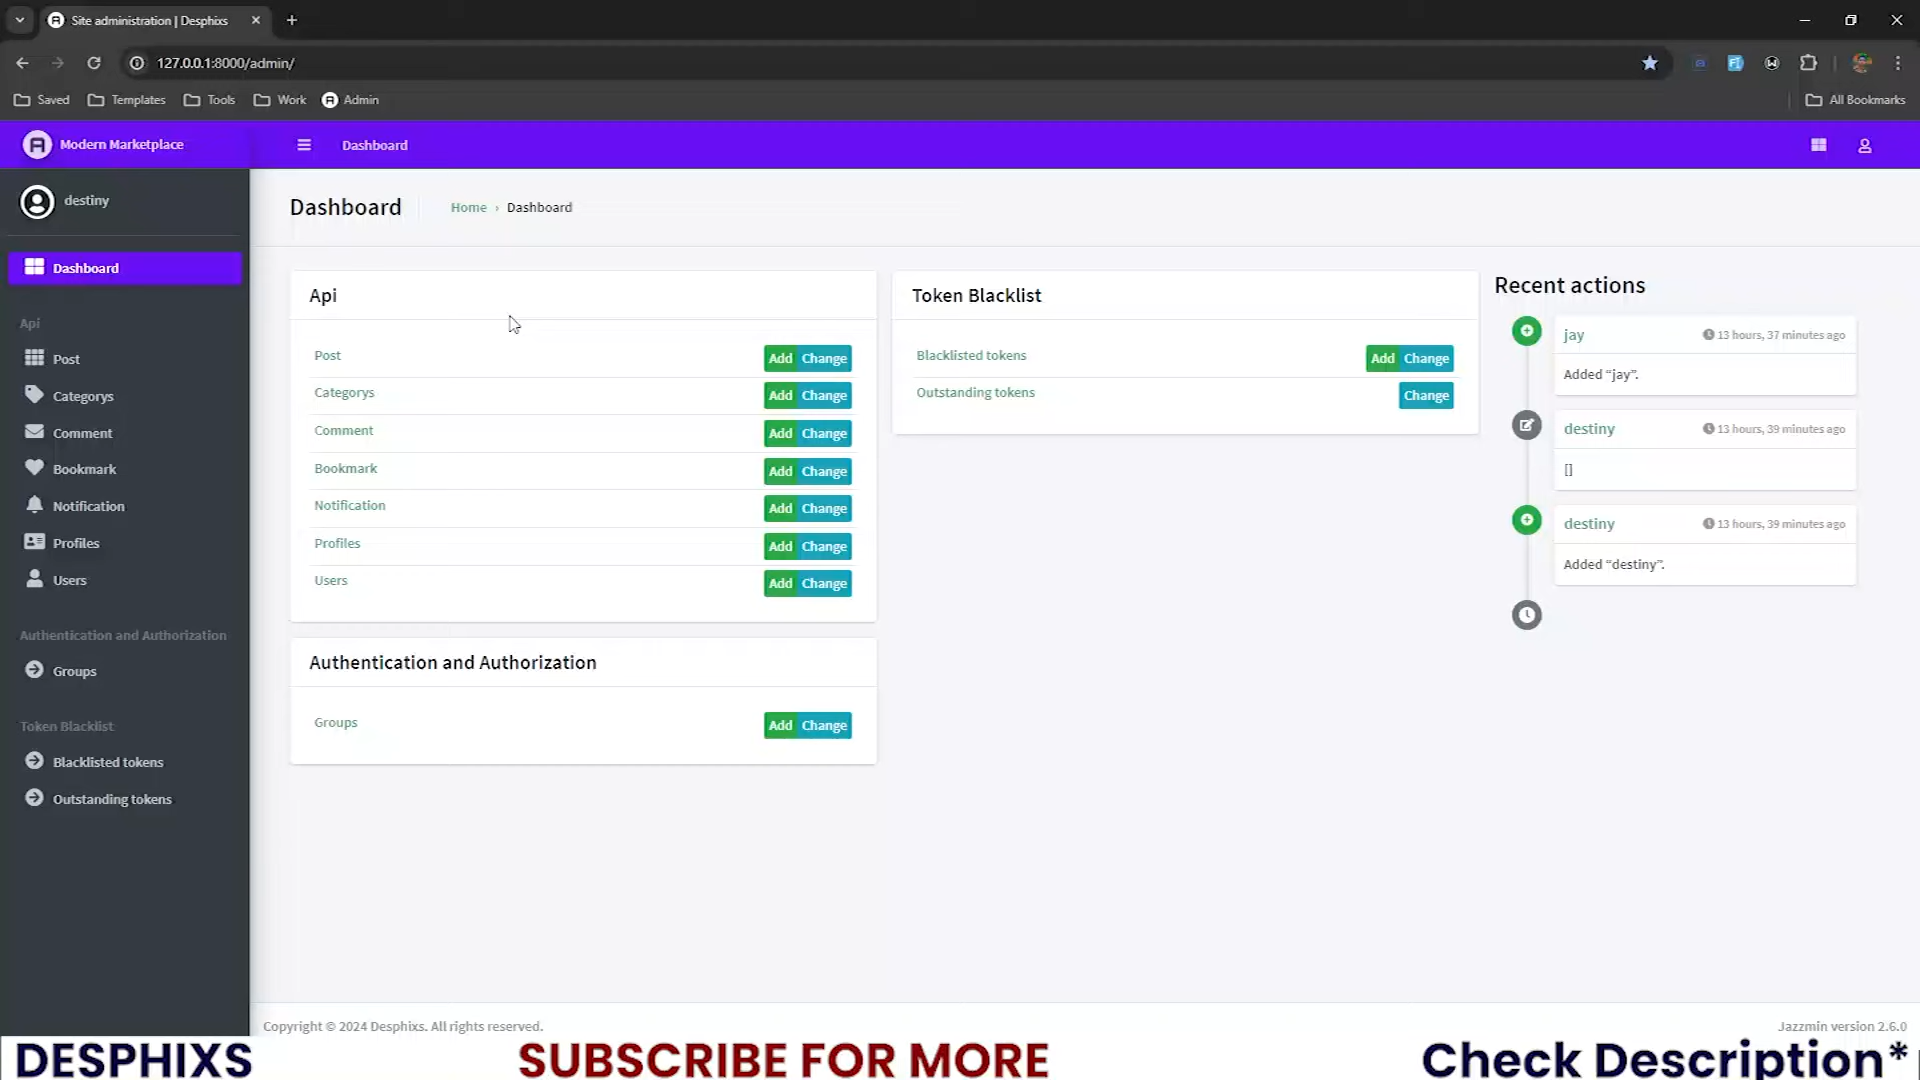 Site administration | Desphixs
127.0.0.1:8000/admin/
Saved
Templates
Tools
Work
Admin
All Bookmarks
Modern Marketplace
Dashboard
destiny
Dashboard
Home › Dashboard
Dashboard
Api
Post
Categorys
Comment
Bookmark
Notification
Profiles
Users
Authentication and Authorization
Groups
Token Blacklist
Blacklisted tokens
Outstanding tokens
Api
Post Add Change
Categorys Add Change
Comment Add Change
Bookmark Add Change
Notification Add Change
Profiles Add Change
Users Add Change
Authentication and Authorization
Groups Add Change
Token Blacklist
Blacklisted tokens Add Change
Outstanding tokens Change
Recent actions
jay 13 hours, 37 minutes ago
Added “jay”.
destiny 13 hours, 39 minutes ago
[]
destiny 13 hours, 39 minutes ago
Added “destiny”.
Copyright © 2024 Desphixs. All rights reserved.
Jazzmin version 2.6.0
DESPHIXS
SUBSCRIBE FOR MORE
Check Description*